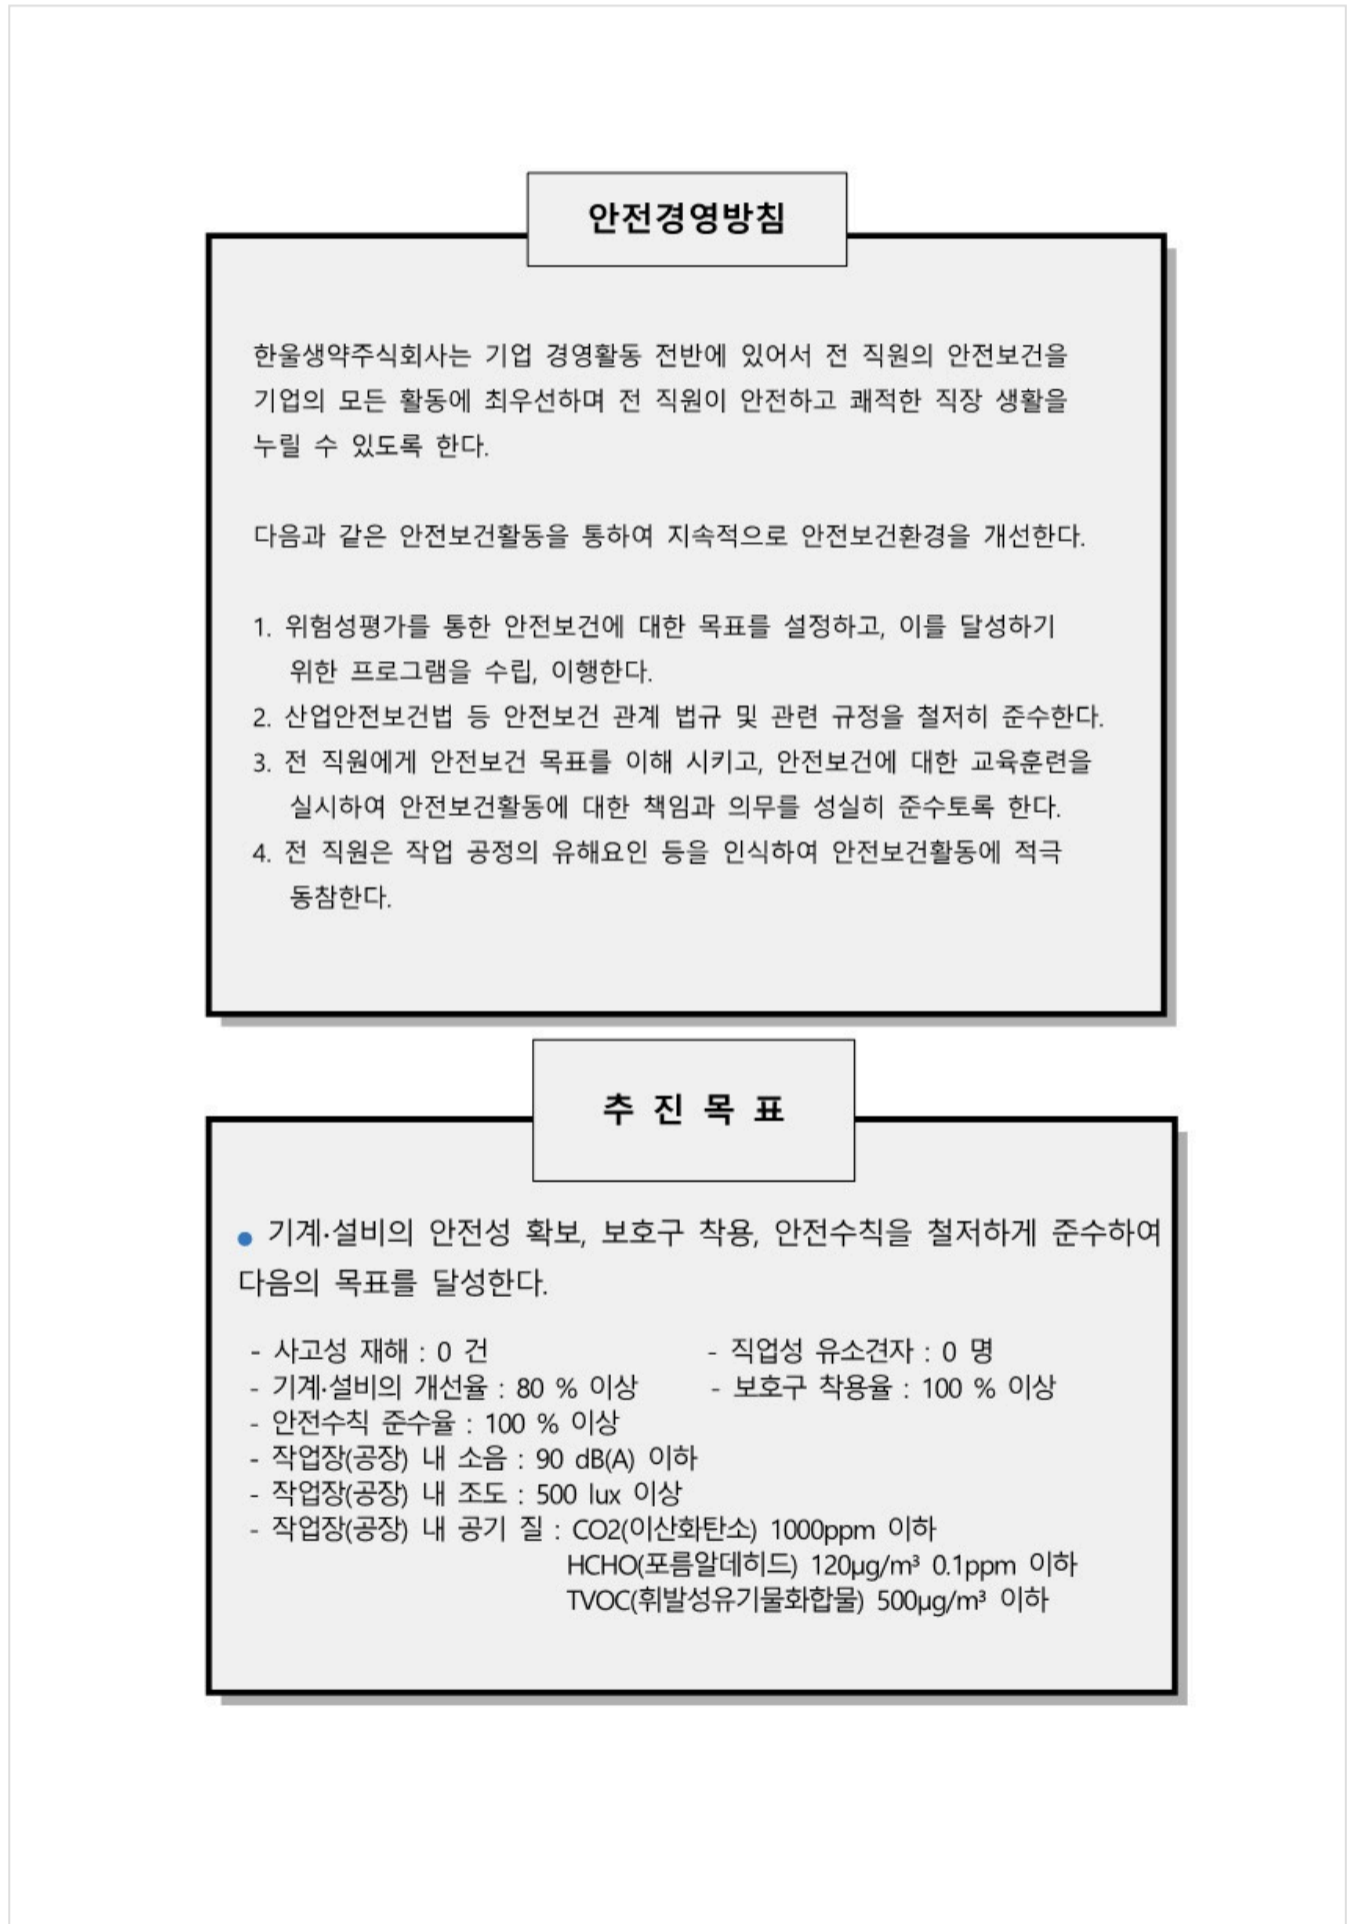 안전경영방침
한울생약주식회사는 기업 경영활동 전반에 있어서 전 직원의 안전보건을
기업의 모든 활동에 최우선하며 전 직원이 안전하고 쾌적한 직장 생활을
누릴 수 있도록 한다.
다음과 같은 안전보건활동을 통하여 지속적으로 안전보건환경을 개선한다.
1. 위험성평가를 통한 안전보건에 대한 목표를 설정하고, 이를 달성하기
위한 프로그램을 수립, 이행한다.
2. 산업안전보건법 등 안전보건 관계 법규 및 관련 규정을 철저히 준수한다.
3. 전 직원에게 안전보건 목표를 이해 시키고, 안전보건에 대한 교육훈련을
실시하여 안전보건활동에 대한 책임과 의무를 성실히 준수토록 한다.
4. 전 직원은 작업 공정의 유해요인 등을 인식하여 안전보건활동에 적극
동참한다.
추 진 목 표
● 기계·설비의 안전성 확보, 보호구 착용, 안전수칙을 철저하게 준수하여
다음의 목표를 달성한다.
- 사고성 재해 : 0 건 - 직업성 유소견자 : 0 명
- 기계·설비의 개선율 : 80 % 이상 - 보호구 착용율 : 100 % 이상
- 안전수칙 준수율 : 100 % 이상
- 작업장(공장) 내 소음 : 90 dB(A) 이하
- 작업장(공장) 내 조도 : 500 lux 이상
- 작업장(공장) 내 공기 질 : CO2(이산화탄소) 1000ppm 이하
HCHO(포름알데히드) 120μg/m³ 0.1ppm 이하
TVOC(휘발성유기물화합물) 500μg/m³ 이하